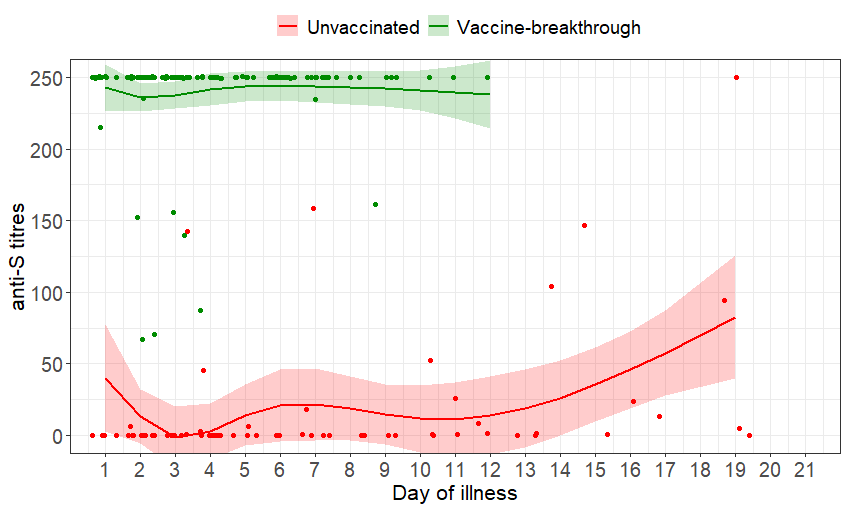 Unvaccinated Vaccine-breakthrough
250
200
150
100
50
0
anti-S titres
1 2 3 4 5 6 7 8 9 10 11 12 13 14 15 16 17 18 19 20 21
Day of illness